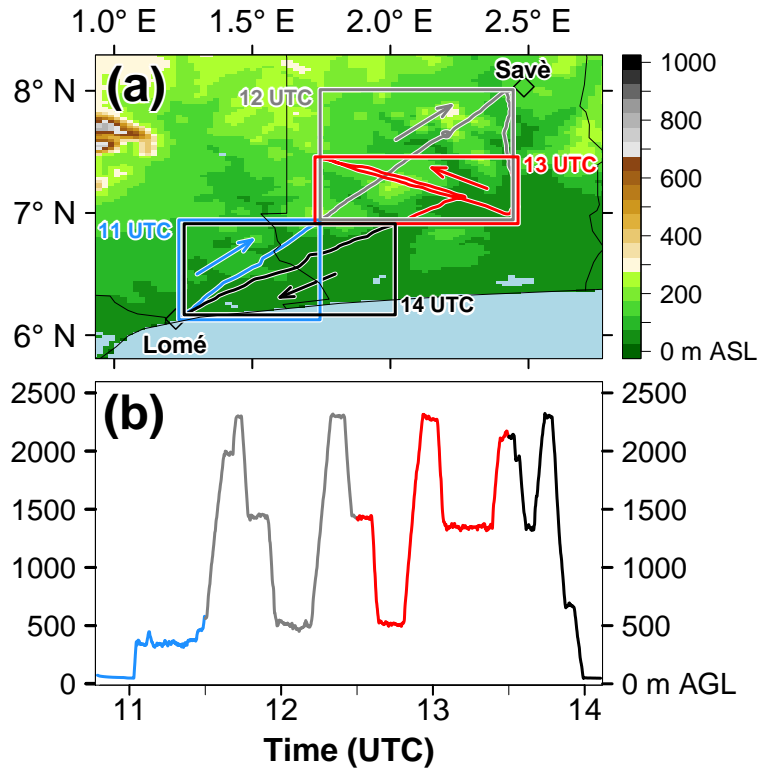 1.0° E 1.5° E 2.0° E 2.5° E
(a)
Savè
8° N
12 UTC
1000
800
13 UTC
600
7° N
11 UTC
400
200
14 UTC
6° N
Lomé
0 m ASL
(b)
2500 2500
2000 2000
1500 1500
1000 1000
500 500
0 0 m AGL
11 12 13 14
Time (UTC)